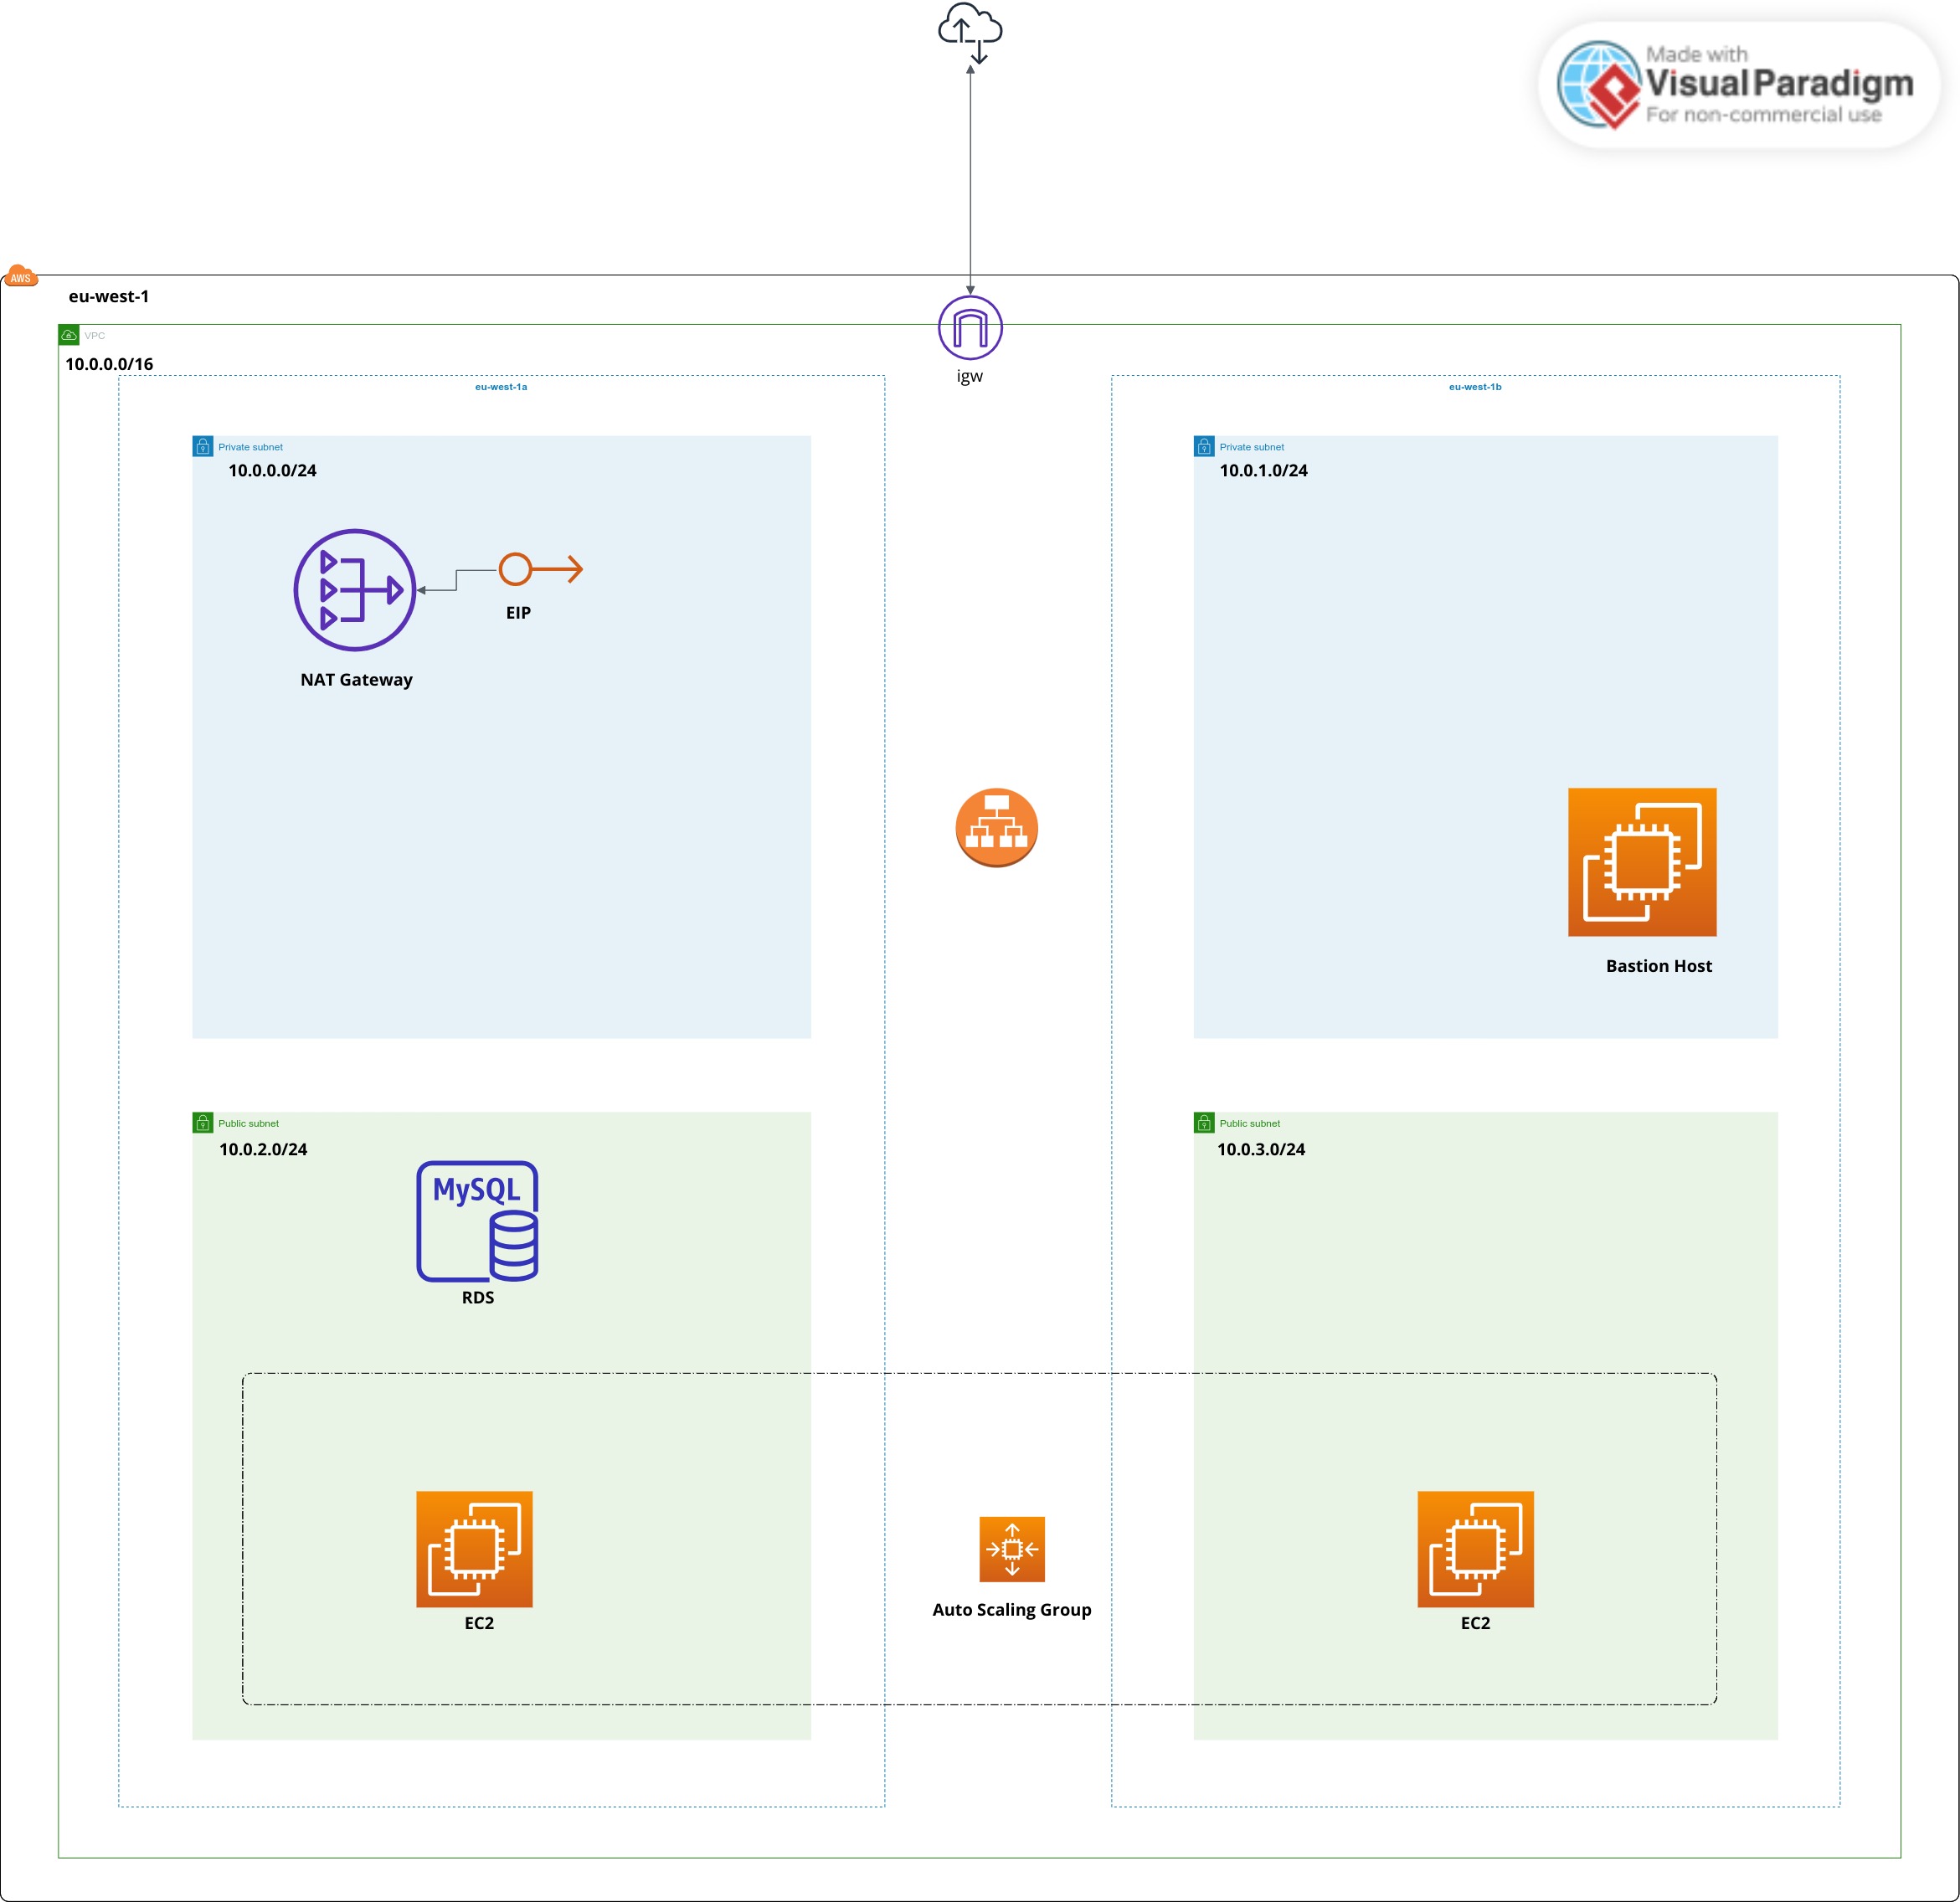 Made with
Visual Paradigm
For non-commercial use
AWS
eu-west-1
VPC
10.0.0.0/16
igw
eu-west-1a
eu-west-1b
Private subnet
10.0.0.0/24
Private subnet
10.0.1.0/24
EIP
NAT Gateway
Bastion Host
Public subnet
10.0.2.0/24
Public subnet
10.0.3.0/24
MySQL
RDS
Auto Scaling Group
EC2
EC2